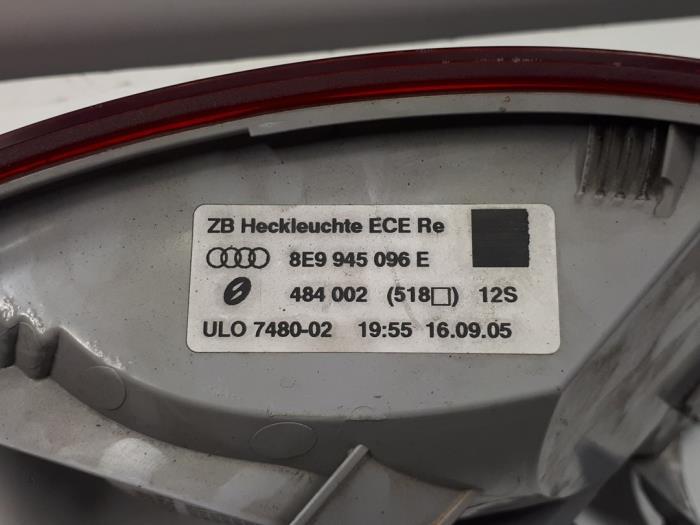 ZB Heckleuchte ECE Re
8E9 945 096 E
484 002 (518□) 12S
ULO 7480-02 19:55 16.09.05